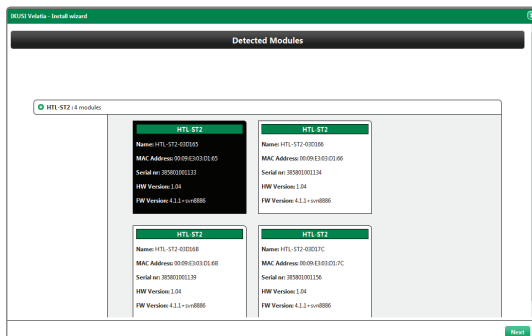 IKUSI Velatia - Install wizard
Detected Modules
HTL-ST2 : 4 modules
HTL-ST2
Name: HTL-ST2-03D165
MAC Address: 00:09:E3:03:D1:65
Serial nr: 385801001133
HW Version: 1.04
FW Version: 4.1.1+svn8886
HTL-ST2
Name: HTL-ST2-03D166
MAC Address: 00:09:E3:03:D1:66
Serial nr: 385801001134
HW Version: 1.04
FW Version: 4.1.1+svn8886
HTL-ST2
Name: HTL-ST2-03D16B
MAC Address: 00:09:E3:03:D1:6B
Serial nr: 385801001139
HW Version: 1.04
FW Version: 4.1.1+svn8886
HTL-ST2
Name: HTL-ST2-03D17C
MAC Address: 00:09:E3:03:D1:7C
Serial nr: 385801001156
HW Version: 1.04
FW Version: 4.1.1+svn8886
Next